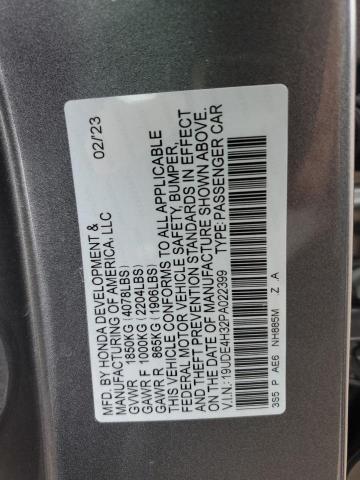 MFD. BY HONDA DEVELOPMENT &
MANUFACTURING OF AMERICA, LLC 02/23
GVWR 1850KG (4078LBS)
GAWR F 1000KG (2204LBS)
GAWR R 865KG (1906LBS)
THIS VEHICLE CONFORMS TO ALL APPLICABLE
FEDERAL MOTOR VEHICLE SAFETY, BUMPER,
AND THEFT PREVENTION STANDARDS IN EFFECT
ON THE DATE OF MANUFACTURE SHOWN ABOVE.
V.I.N.: 19UDE4H32PA022399 TYPE: PASSENGER CAR
3S5 P AE6 NH885M Z A